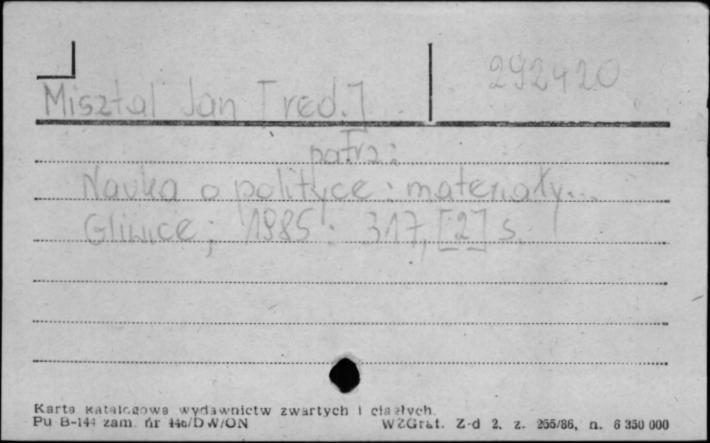 292420
Misztal Jan [red.]
patrz:
Nauka o polityce: materiały...
Gliwice, 1985: 317, [2] s.
Karta katalogowa wydawnictw zwartych i ciągłych
Pu B-144 zam. nr 146/DW/ON WZGraf. Z-d 2. z. 255/86, n. 6 350 000